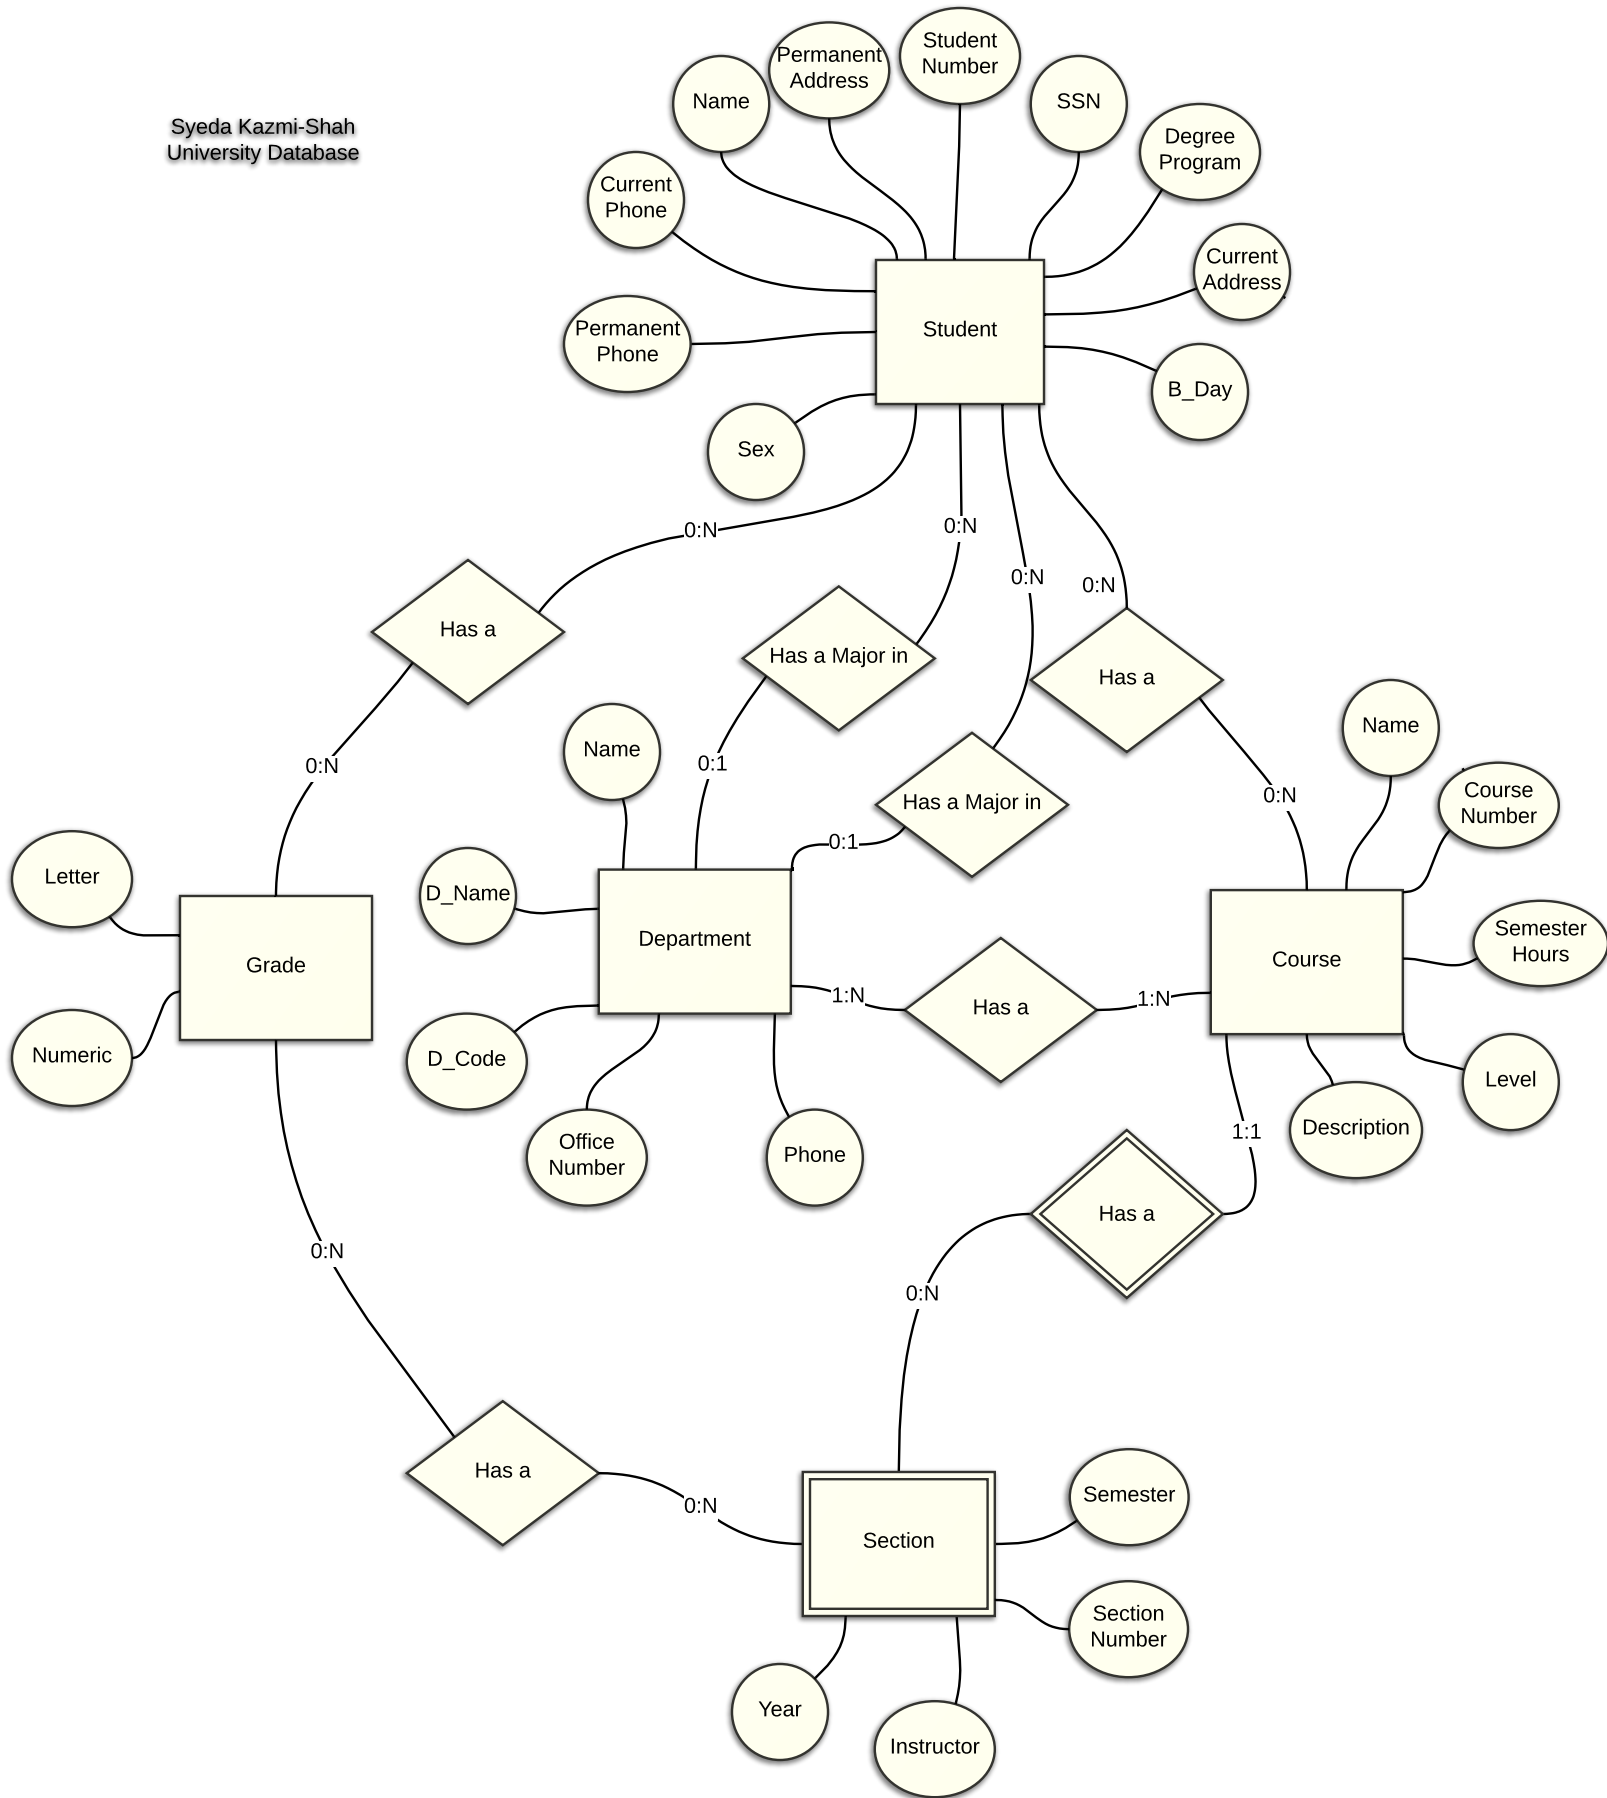 Student
Number
Permanent
Address
Name
SSN
Degree
Program
Syeda Kazmi-Shah
University Database
Current
Phone
Current
Address
Student
Permanent
Phone
B_Day
Sex
0:N
0:N
0:N
0:N
Has a
Has a Major in
Has a
Name
Name
0:N
0:1
0:N
Course
Number
Has a Major in
0:1
Letter
D_Name
Department
Semester
Hours
Grade
Course
1:N
1:N
Has a
Numeric
D_Code
Level
Office
Number
Phone
Description
1:1
Has a
0:N
0:N
Has a
0:N
Semester
Section
Section
Number
Year
Instructor